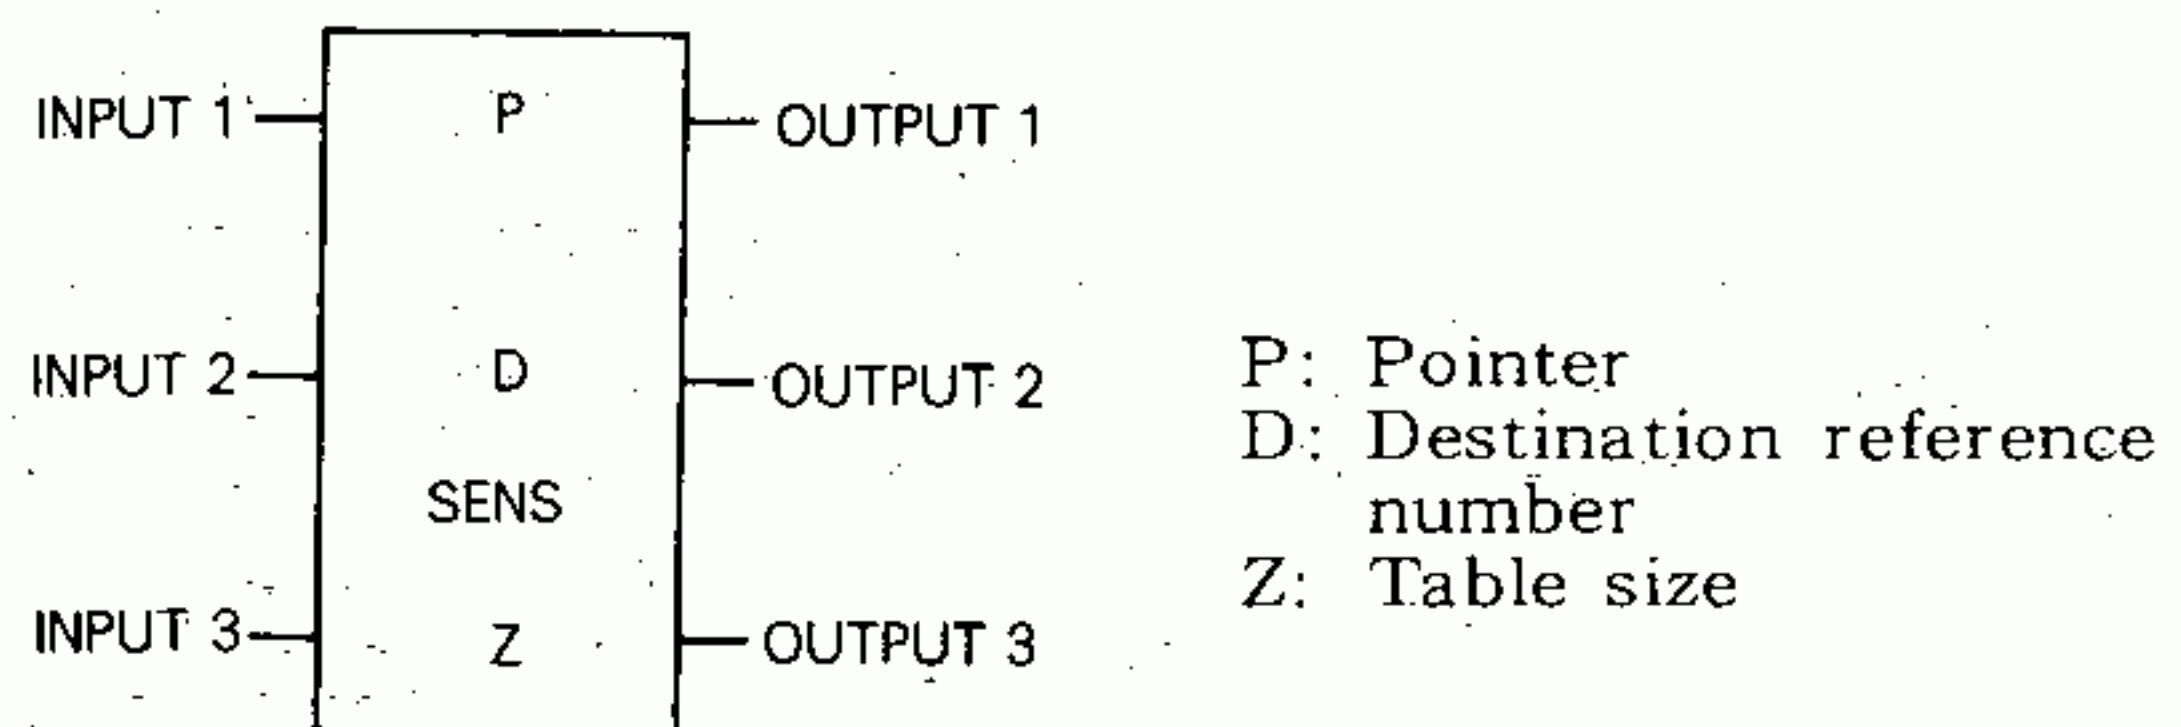 INPUT 1 P OUTPUT 1
INPUT 2 D OUTPUT 2
SENS
INPUT 3 Z OUTPUT 3
P: Pointer
D: Destination reference
number
Z: Table size